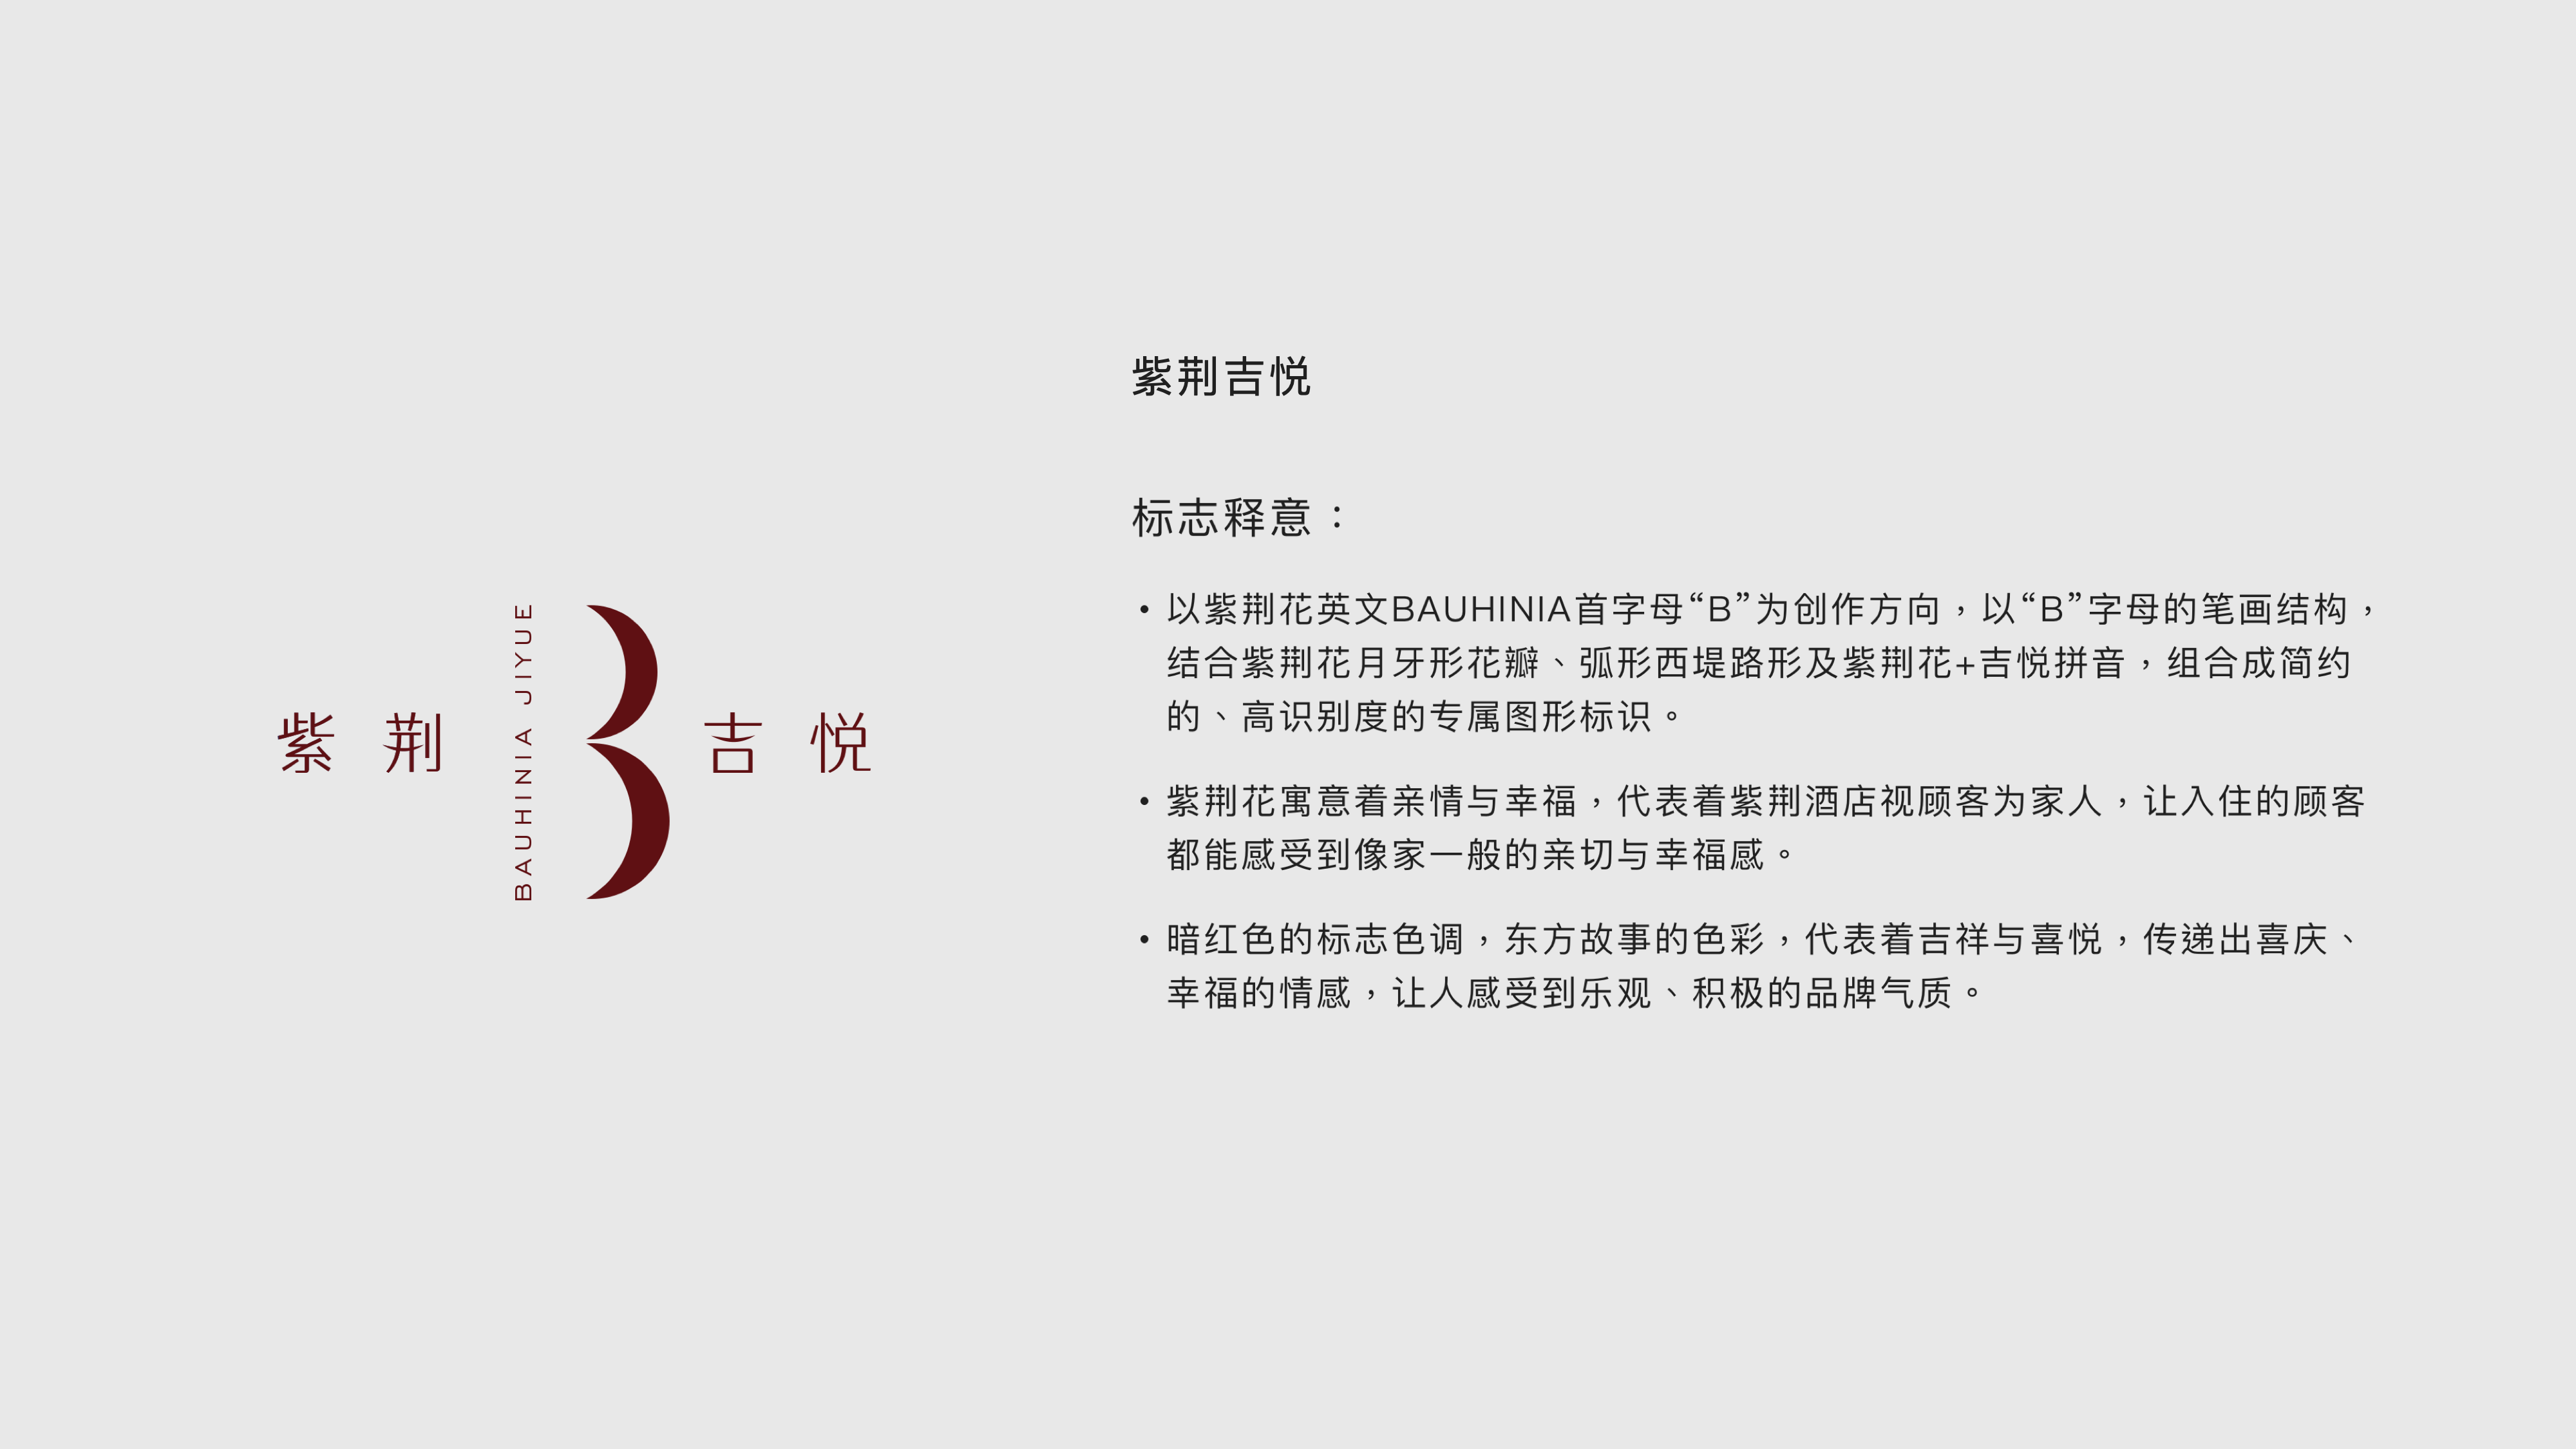 紫荆
BAUHINIA JIYUE
吉悦
紫荆吉悦
标志释意：
• 以紫荆花英文BAUHINIA首字母“B”为创作方向，以“B”字母的笔画结构，
结合紫荆花月牙形花瓣、弧形西堤路形及紫荆花+吉悦拼音，组合成简约
的、高识别度的专属图形标识。
• 紫荆花寓意着亲情与幸福，代表着紫荆酒店视顾客为家人，让入住的顾客
都能感受到像家一般的亲切与幸福感。
• 暗红色的标志色调，东方故事的色彩，代表着吉祥与喜悦，传递出喜庆、
幸福的情感，让人感受到乐观、积极的品牌气质。